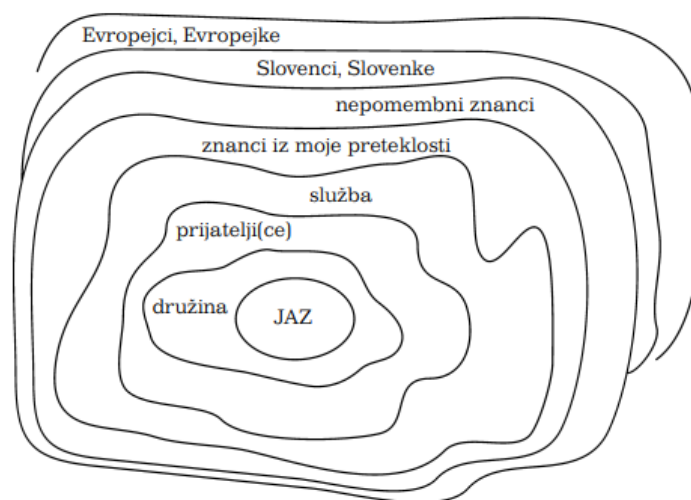 Evropejci, Evropejke
Slovenci, Slovenke
nepomembni znanci
znanci iz moje preteklosti
služba
prijatelji(ce)
družina
JAZ